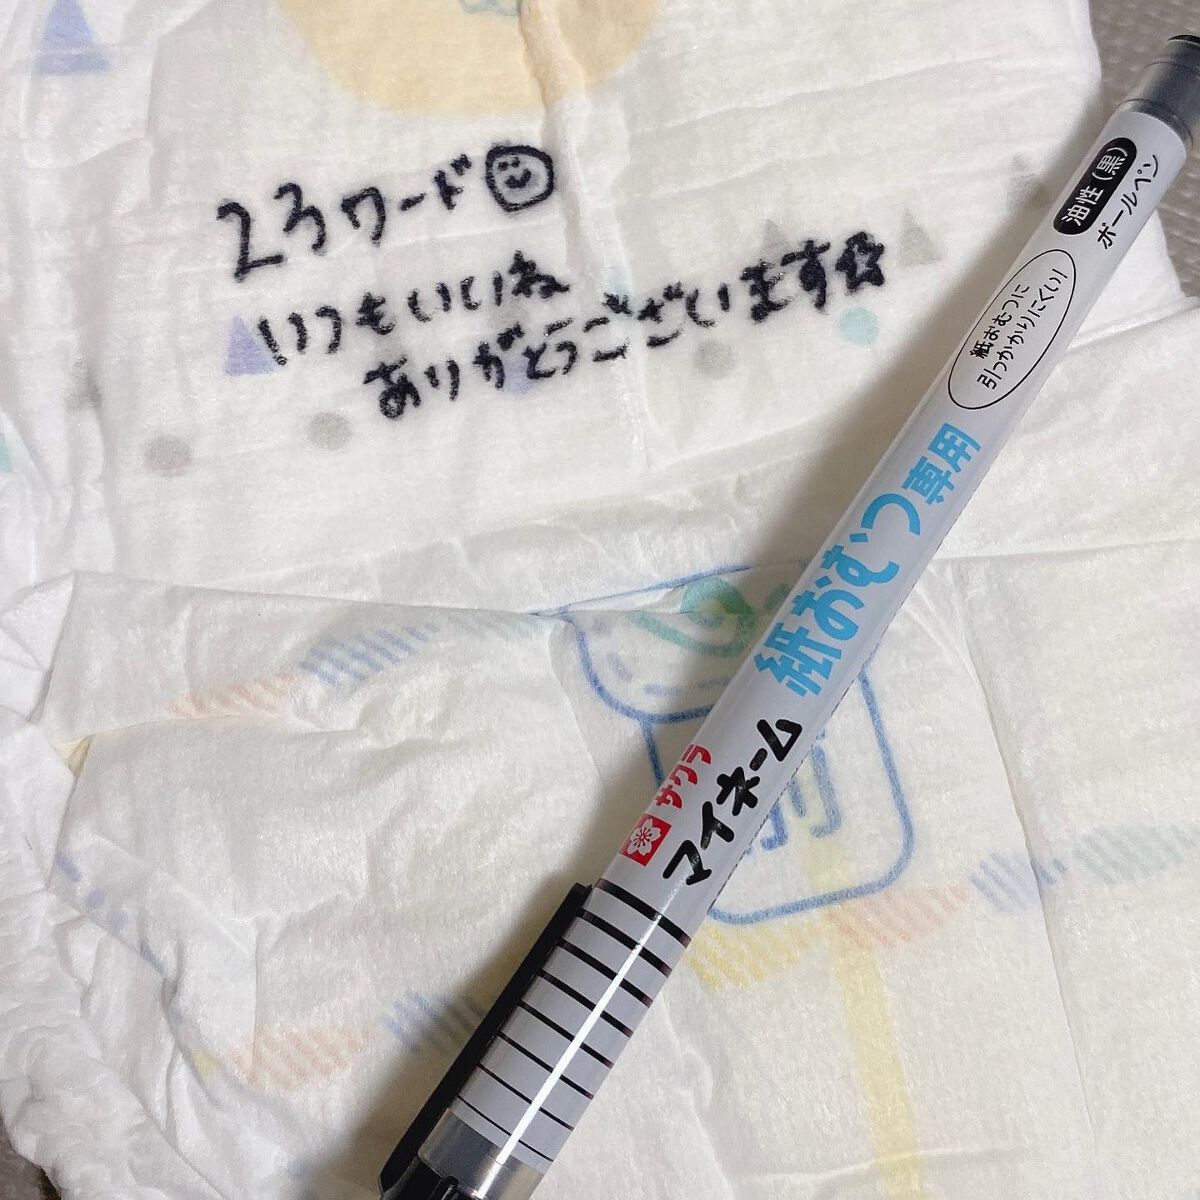 23ワード
いつもいいね
ありがとうございます☆
サクラ
マイネーム
紙おむつ専用
紙おむつに
引っかかりにくい!
油性(黒)
ボールペン
前